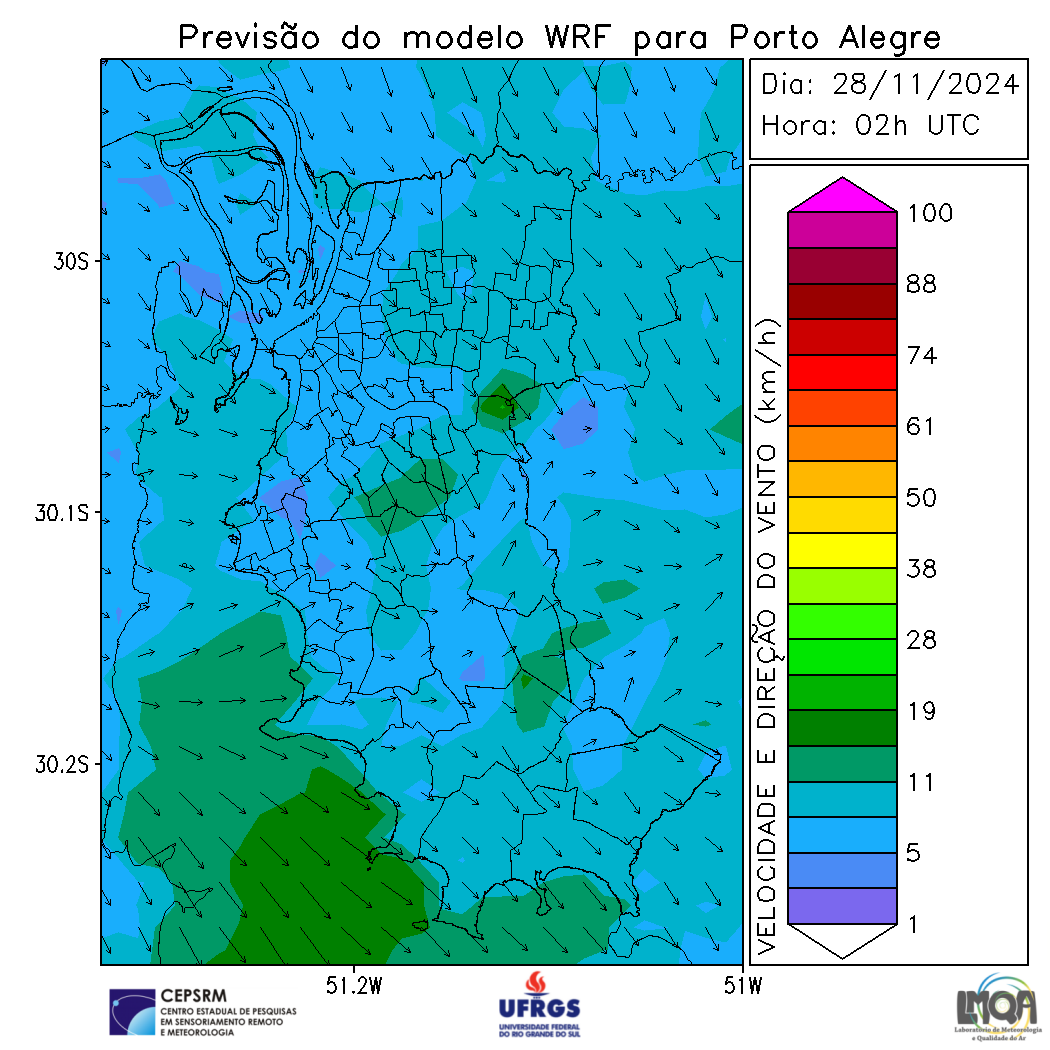 Previsão do modelo WRF para Porto Alegre
Dia: 28/11/2024
Hora: 02h UTC
30S
30.1S
30.2S
51.2W
51W
VELOCIDADE E DIREÇÃO DO VENTO (km/h)
100
88
74
61
50
38
28
19
11
5
1
CEPSRM
CENTRO ESTADUAL DE PESQUISAS
EM SENSORIAMENTO REMOTO
E METEOROLOGIA
UFRGS
UNIVERSIDADE FEDERAL
DO RIO GRANDE DO SUL
LMQA
Laboratório de Meteorologia
e Qualidade do Ar